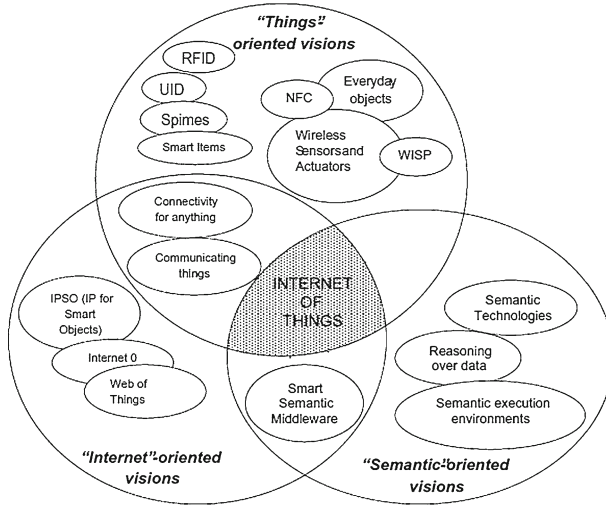 “Things”-
oriented visions
RFID
UID
Spimes
Smart Items
NFC
Everyday
objects
Wireless
Sensors and
Actuators
WISP
Connectivity
for anything
Communicating
things
INTERNET
OF
THINGS
IPSO (IP for
Smart
Objects)
Internet 0
Web of
Things
Semantic
Technologies
Reasoning
over data
Semantic execution
environments
Smart
Semantic
Middleware
“Internet”-oriented
visions
“Semantic”-oriented
visions